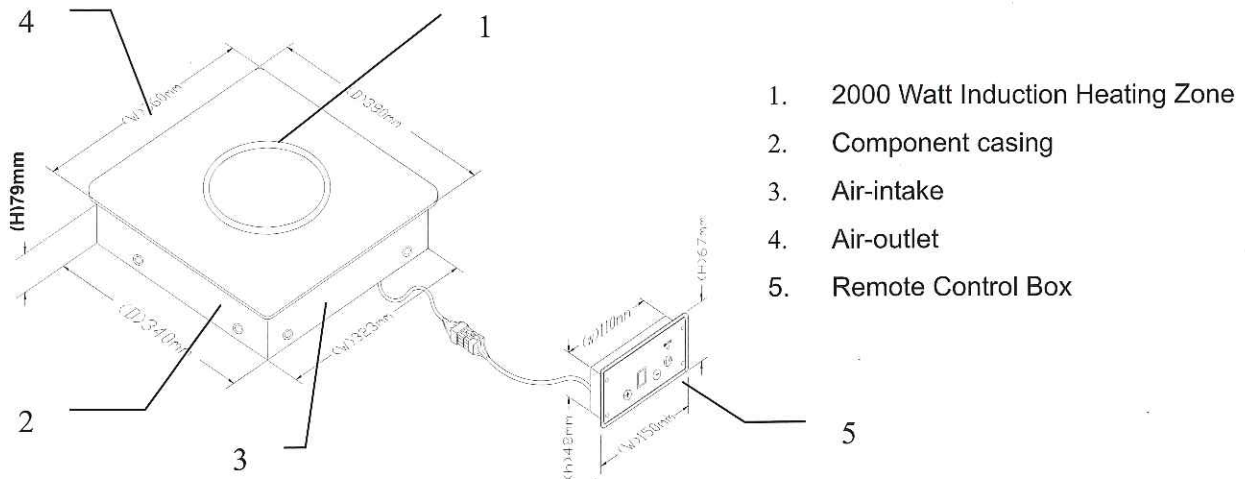 4
1
(W)360mm
(D)390mm
(H)79mm
(D)340mm
(W)323mm
2
3
(w)110mm
(H)67mm
(h)48mm
(W)150mm
5
1. 2000 Watt Induction Heating Zone
2. Component casing
3. Air-intake
4. Air-outlet
5. Remote Control Box